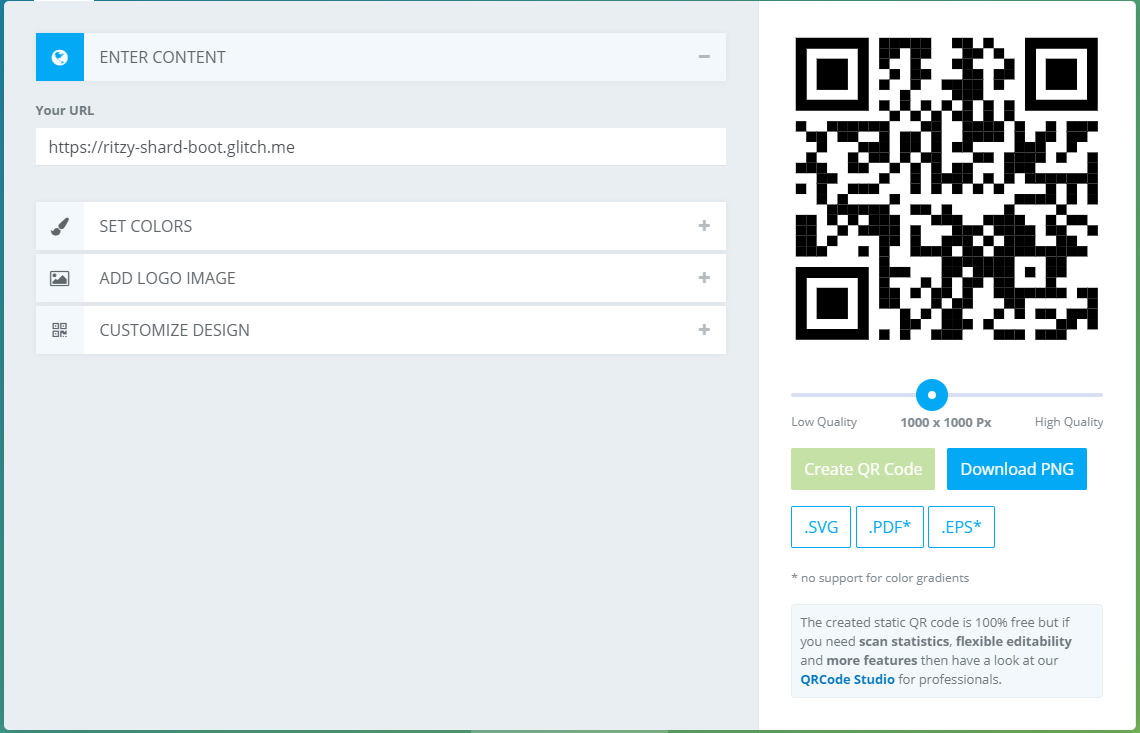 ENTER CONTENT
Your URL
https://ritzy-shard-boot.glitch.me
SET COLORS
ADD LOGO IMAGE
CUSTOMIZE DESIGN
Low Quality
1000 x 1000 Px
High Quality
Create QR Code
Download PNG
.SVG
.PDF*
.EPS*
* no support for color gradients
The created static QR code is 100% free but if
you need scan statistics, flexible editability
and more features then have a look at our
QRCode Studio for professionals.